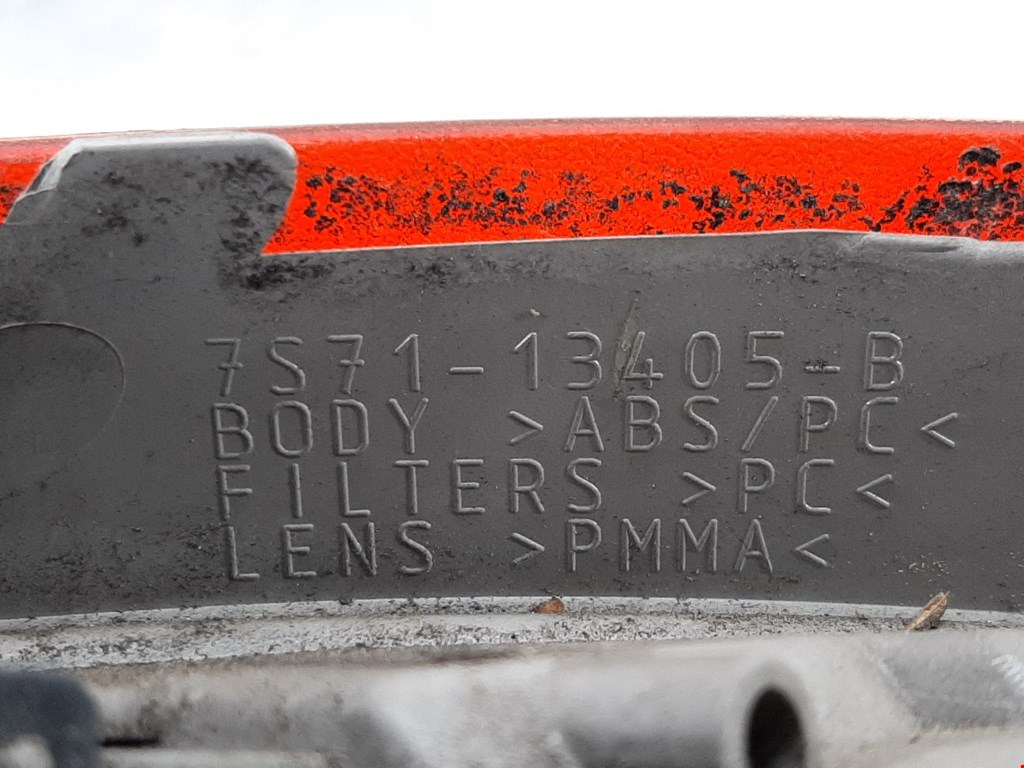 7S71-13405-B
BODY >ABS/PC<
FILTERS >PC<
LENS >PMMA<